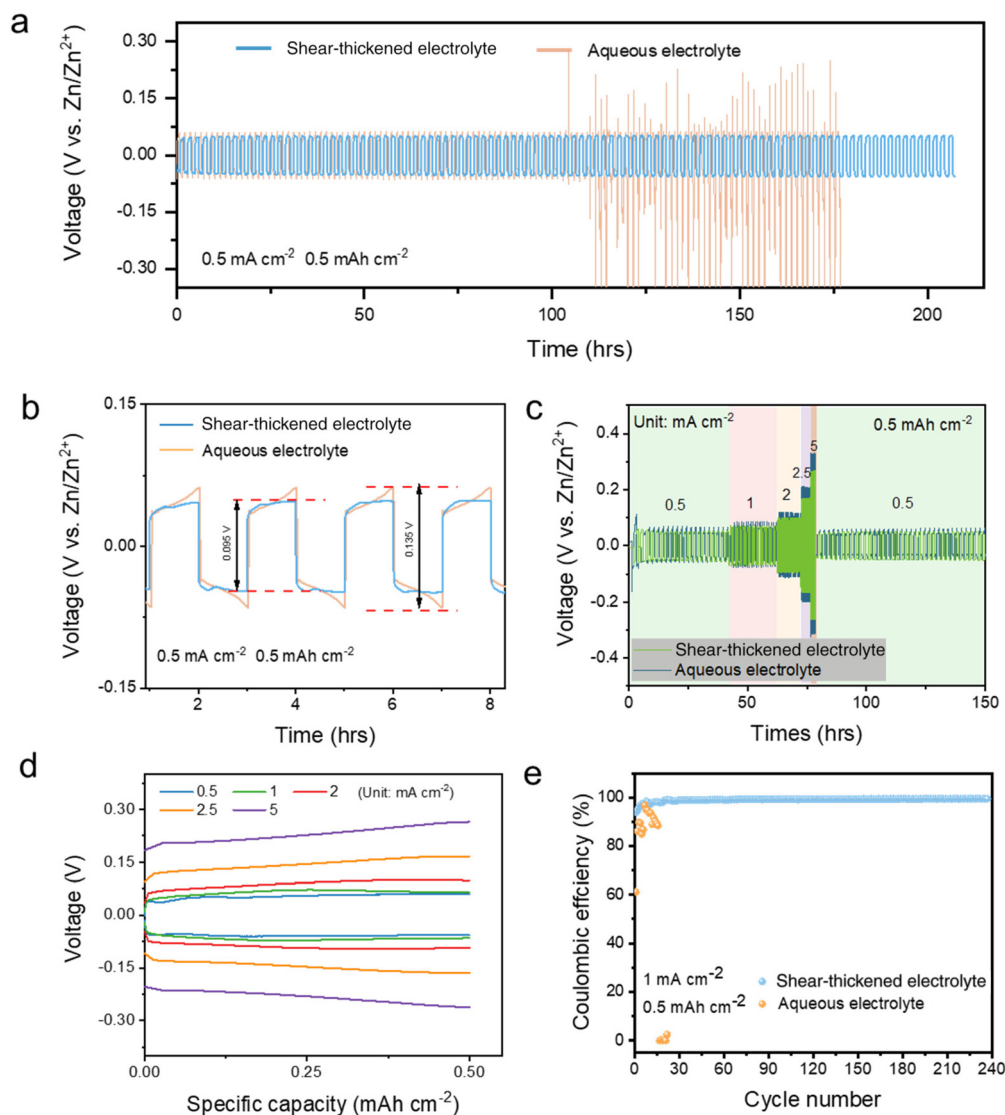 a
Shear-thickened electrolyte
Aqueous electrolyte
0.30
0.15
0.00
-0.15
-0.30
Voltage (V vs. Zn/Zn²⁺)
0.5 mA cm⁻² 0.5 mAh cm⁻²
0 50 100 150 200
Time (hrs)
b
Shear-thickened electrolyte
Aqueous electrolyte
0.15
0.00
-0.15
Voltage (V vs. Zn/Zn²⁺)
0.095 V
0.135 V
0.5 mA cm⁻² 0.5 mAh cm⁻²
2 4 6 8
Time (hrs)
c
Unit: mA cm⁻²
0.5 mAh cm⁻²
0.4
0.2
0.0
-0.2
-0.4
Voltage (V vs. Zn/Zn²⁺)
0.5 1 2 2.5 5 0.5
Shear-thickened electrolyte
Aqueous electrolyte
0 50 100 150
Times (hrs)
d
0.5 1 2 (Unit: mA cm⁻²)
2.5 5
0.30
0.15
0.00
-0.15
-0.30
Voltage (V)
0.00 0.25 0.50
Specific capacity (mAh cm⁻²)
e
100
80
60
40
20
0
Coulombic effciency (%)
1 mA cm⁻²
0.5 mAh cm⁻²
Shear-thickened electrolyte
Aqueous electrolyte
0 30 60 90 120 150 180 210 240
Cycle number